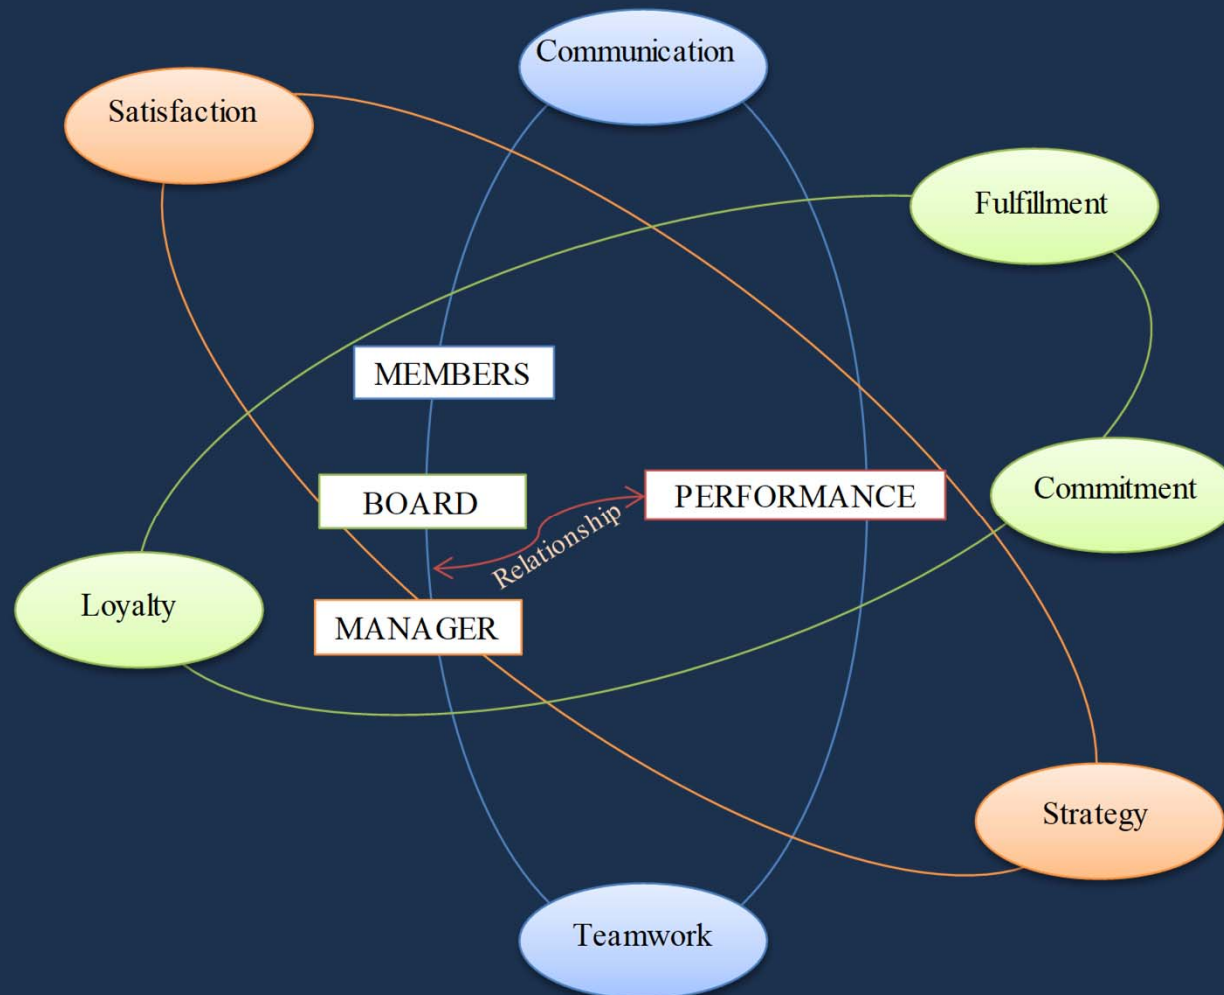 Communication
Satisfaction
Fulfillment
MEMBERS
BOARD
PERFORMANCE
Commitment
Relationship
Loyalty
MANAGER
Strategy
Teamwork